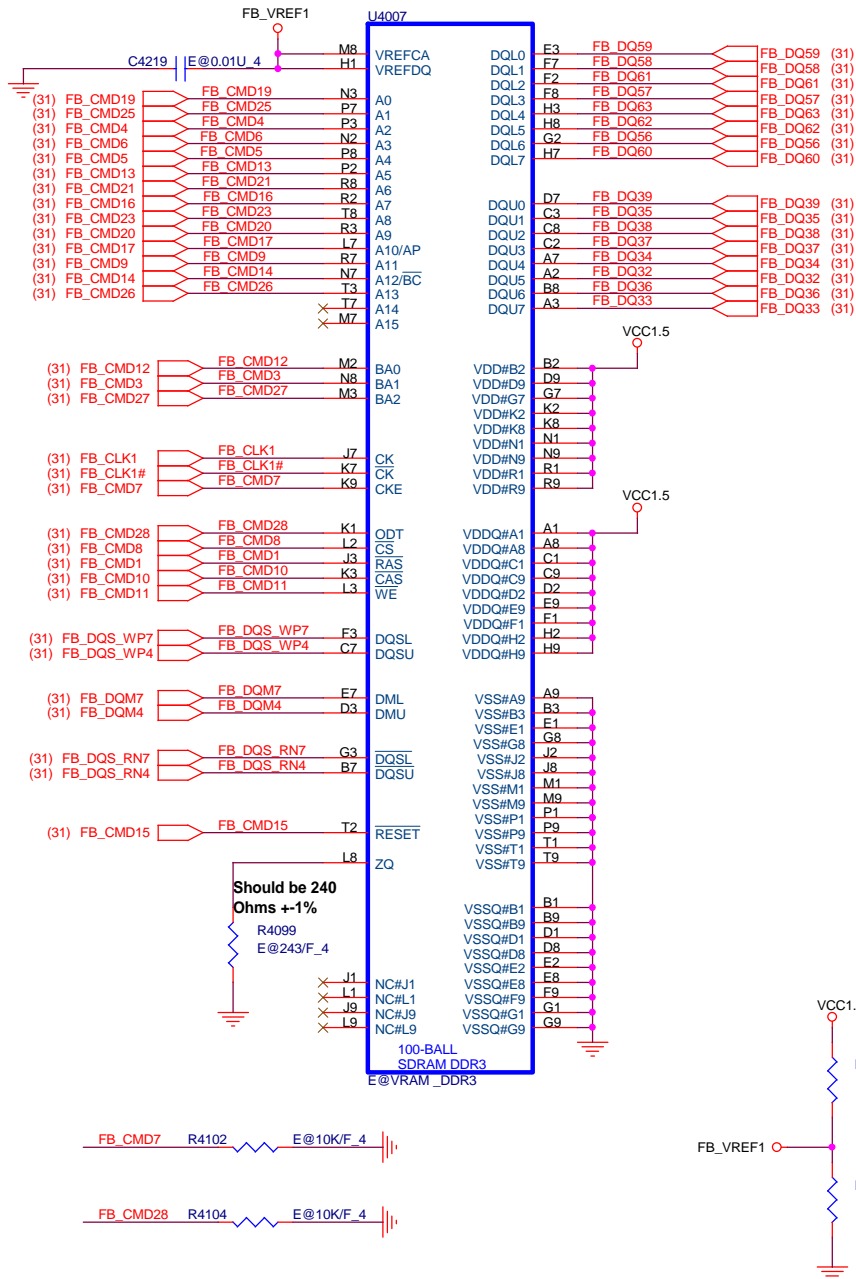 FB_VREF1
U4007
C4219 E@0.01U_4
M8 VREFCA
H1 VREFDQ
(31) FB_CMD19 FB_CMD19 N3 A0
(31) FB_CMD25 FB_CMD25 P7 A1
(31) FB_CMD4 FB_CMD4 P3 A2
(31) FB_CMD6 FB_CMD6 N2 A3
(31) FB_CMD5 FB_CMD5 P8 A4
(31) FB_CMD13 FB_CMD13 P2 A5
(31) FB_CMD21 FB_CMD21 R8 A6
(31) FB_CMD16 FB_CMD16 R2 A7
(31) FB_CMD23 FB_CMD23 T8 A8
(31) FB_CMD20 FB_CMD20 R3 A9
(31) FB_CMD17 FB_CMD17 L7 A10/AP
(31) FB_CMD9 FB_CMD9 R7 A11
(31) FB_CMD14 FB_CMD14 N7 A12/BC
(31) FB_CMD26 FB_CMD26 T3 A13
T7 A14
M7 A15
(31) FB_CMD12 FB_CMD12 M2 BA0
(31) FB_CMD3 FB_CMD3 N8 BA1
(31) FB_CMD27 FB_CMD27 M3 BA2
(31) FB_CLK1 FB_CLK1 J7 CK
(31) FB_CLK1# FB_CLK1# K7 CK
(31) FB_CMD7 FB_CMD7 K9 CKE
(31) FB_CMD28 FB_CMD28 K1 ODT
(31) FB_CMD8 FB_CMD8 L2 CS
(31) FB_CMD1 FB_CMD1 J3 RAS
(31) FB_CMD10 FB_CMD10 K3 CAS
(31) FB_CMD11 FB_CMD11 L3 WE
(31) FB_DQS_WP7 FB_DQS_WP7 F3 DQSL
(31) FB_DQS_WP4 FB_DQS_WP4 C7 DQSU
(31) FB_DQM7 FB_DQM7 E7 DML
(31) FB_DQM4 FB_DQM4 D3 DMU
(31) FB_DQS_RN7 FB_DQS_RN7 G3 DQSL
(31) FB_DQS_RN4 FB_DQS_RN4 B7 DQSU
(31) FB_CMD15 FB_CMD15 T2 RESET
L8 ZQ
Should be 240
Ohms +-1%
R4099
E@243/F_4
J1 NC#J1
L1 NC#L1
J9 NC#J9
L9 NC#L9
DQL0 E3 FB_DQ59 FB_DQ59 (31)
DQL1 F7 FB_DQ58 FB_DQ58 (31)
DQL2 F2 FB_DQ61 FB_DQ61 (31)
DQL3 F8 FB_DQ57 FB_DQ57 (31)
DQL4 H3 FB_DQ63 FB_DQ63 (31)
DQL5 H8 FB_DQ62 FB_DQ62 (31)
DQL6 G2 FB_DQ56 FB_DQ56 (31)
DQL7 H7 FB_DQ60 FB_DQ60 (31)
DQU0 D7 FB_DQ39 FB_DQ39 (31)
DQU1 C3 FB_DQ35 FB_DQ35 (31)
DQU2 C8 FB_DQ38 FB_DQ38 (31)
DQU3 C2 FB_DQ37 FB_DQ37 (31)
DQU4 A7 FB_DQ34 FB_DQ34 (31)
DQU5 A2 FB_DQ32 FB_DQ32 (31)
DQU6 B8 FB_DQ36 FB_DQ36 (31)
DQU7 A3 FB_DQ33 FB_DQ33 (31)
VCC1.5
VDD#B2 B2
VDD#D9 D9
VDD#G7 G7
VDD#K2 K2
VDD#K8 K8
VDD#N1 N1
VDD#N9 N9
VDD#R1 R1
VDD#R9 R9
VCC1.5
VDDQ#A1 A1
VDDQ#A8 A8
VDDQ#C1 C1
VDDQ#C9 C9
VDDQ#D2 D2
VDDQ#E9 E9
VDDQ#F1 F1
VDDQ#H2 H2
VDDQ#H9 H9
VSS#A9 A9
VSS#B3 B3
VSS#E1 E1
VSS#G8 G8
VSS#J2 J2
VSS#J8 J8
VSS#M1 M1
VSS#M9 M9
VSS#P1 P1
VSS#P9 P9
VSS#T1 T1
VSS#T9 T9
VSSQ#B1 B1
VSSQ#B9 B9
VSSQ#D1 D1
VSSQ#D8 D8
VSSQ#E2 E2
VSSQ#E8 E8
VSSQ#F9 F9
VSSQ#G1 G1
VSSQ#G9 G9
100-BALL
SDRAM DDR3
E@VRAM _DDR3
FB_CMD7 R4102 E@10K/F_4
FB_CMD28 R4104 E@10K/F_4
VCC1.
FB_VREF1